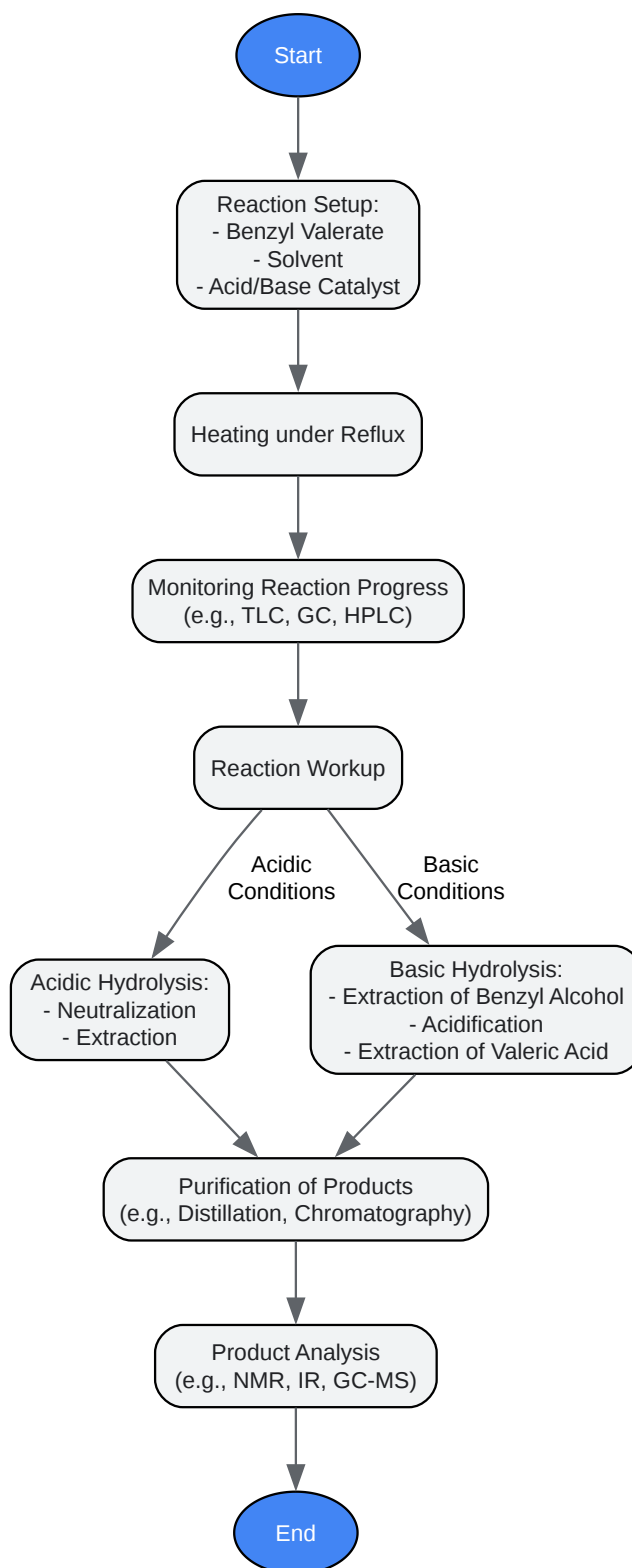 Start
Reaction Setup:
- Benzyl Valerate
- Solvent
- Acid/Base Catalyst
Heating under Reflux
Monitoring Reaction Progress
(e.g., TLC, GC, HPLC)
Reaction Workup
Acidic
Conditions
Basic
Conditions
Acidic Hydrolysis:
- Neutralization
- Extraction
Basic Hydrolysis:
- Extraction of Benzyl Alcohol
- Acidification
- Extraction of Valeric Acid
Purification of Products
(e.g., Distillation, Chromatography)
Product Analysis
(e.g., NMR, IR, GC-MS)
End